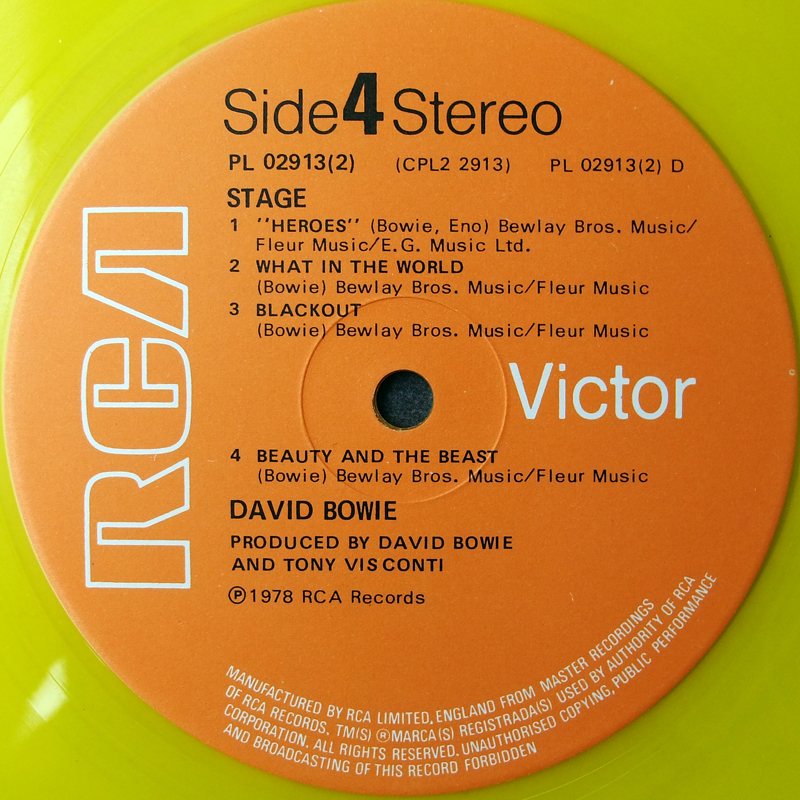 Side 4 Stereo
PL 02913(2) (CPL2 2913) PL 02913(2) D
STAGE
1 "HEROES" (Bowie, Eno) Bewlay Bros. Music/
Fleur Music/E.G. Music Ltd.
2 WHAT IN THE WORLD
(Bowie) Bewlay Bros. Music/Fleur Music
3 BLACKOUT
(Bowie) Bewlay Bros. Music/Fleur Music
RCA
Victor
4 BEAUTY AND THE BEAST
(Bowie) Bewlay Bros. Music/Fleur Music
DAVID BOWIE
PRODUCED BY DAVID BOWIE
AND TONY VISCONTI
℗1978 RCA Records
MANUFACTURED BY RCA LIMITED, ENGLAND FROM MASTER RECORDINGS
OF RCA RECORDS. TM(S) ®MARCA(S) REGISTRADA(S) USED BY AUTHORITY OF RCA
CORPORATION. ALL RIGHTS RESERVED. UNAUTHORISED COPYING, PUBLIC PERFORMANCE
AND BROADCASTING OF THIS RECORD FORBIDDEN